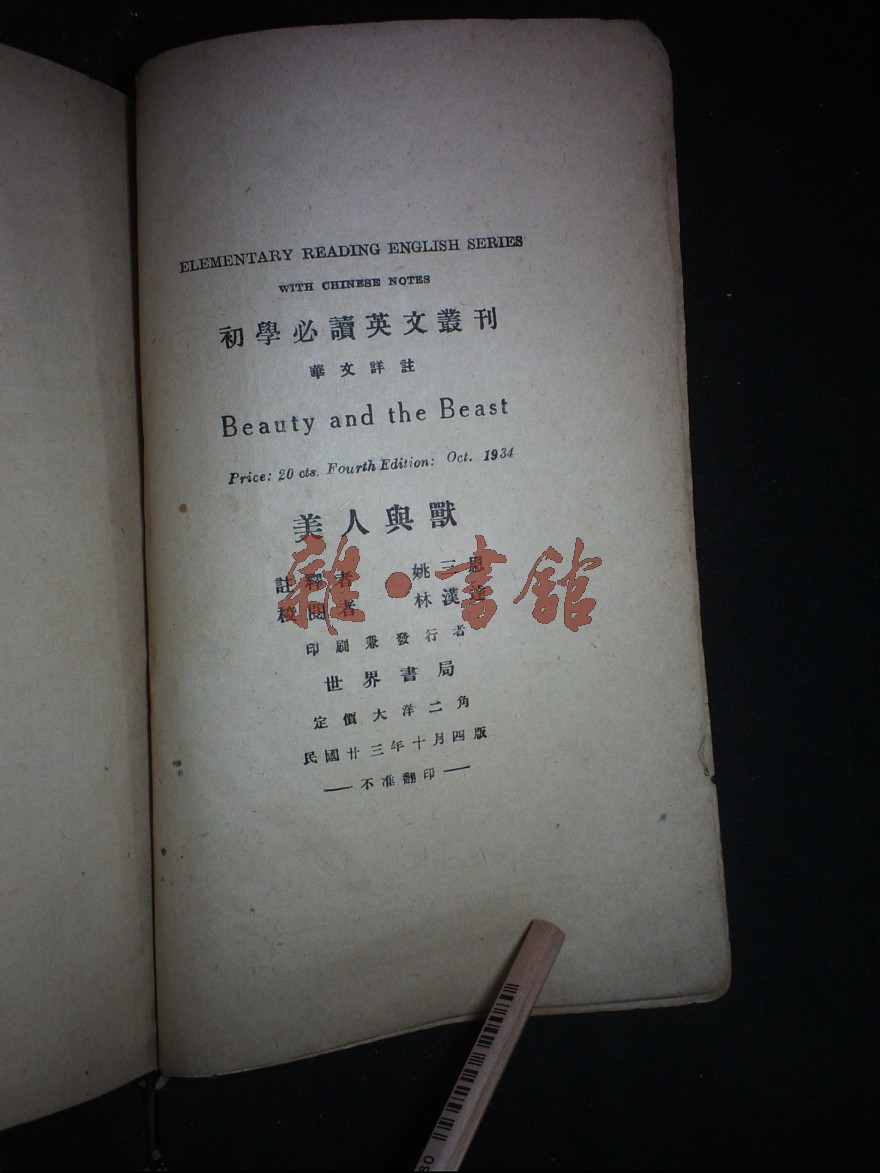 ELEMENTARY READING ENGLISH SERIES
WITH CHINESE NOTES
初學必讀英文叢刊
華文詳註
Beauty and the Beast
Price: 20 cts. Fourth Edition: Oct. 1934
美人與獸
註釋者 姚三恩
校閱者 林漢達
雜·書館
印刷兼發行者
世界書局
定價大洋二角
民國廿三年十月四版
——不准翻印——
80